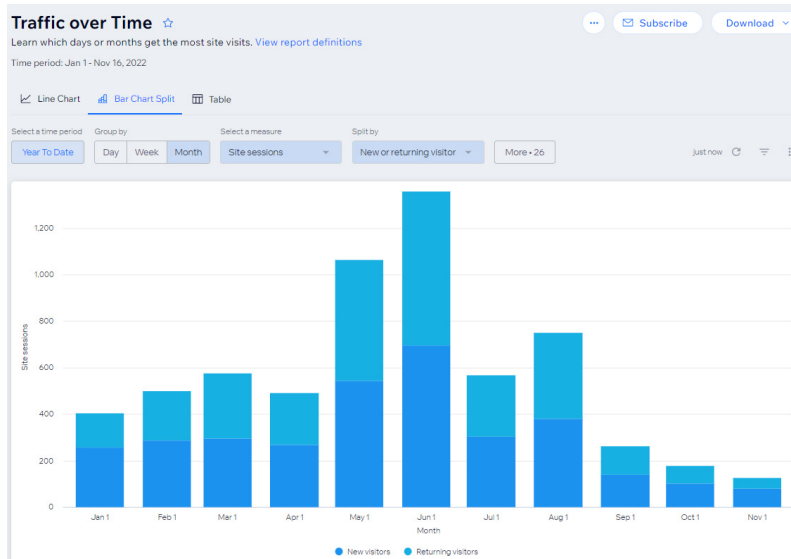 Traffic over Time
Subscribe
Download
Learn which days or months get the most site visits. View report definitions
Time period: Jan 1 - Nov 16, 2022
Line Chart
Bar Chart Split
Table
Select a time period
Group by
Select a measure
Split by
Year To Date
Day
Week
Month
Site sessions
New or returning visitor
More • 26
just now
Site sessions
1,200
1,000
800
600
400
200
0
Jan 1
Feb 1
Mar 1
Apr 1
May 1
Jun 1
Jul 1
Aug 1
Sep 1
Oct 1
Nov 1
Month
New visitors
Returning visitors